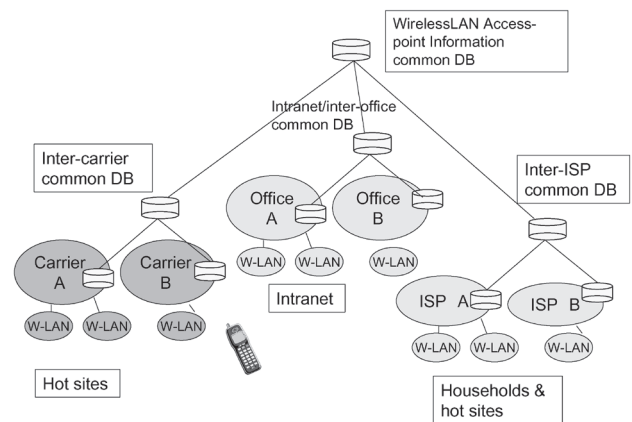 WirelessLAN Access-
point Information
common DB
Intranet/inter-office
common DB
Inter-carrier
common DB
Inter-ISP
common DB
Office
A
Office
B
W-LAN
W-LAN
W-LAN
Carrier
A
Carrier
B
Intranet
ISP A
ISP B
W-LAN
W-LAN
W-LAN
W-LAN
W-LAN
W-LAN
Hot sites
Households &
hot sites